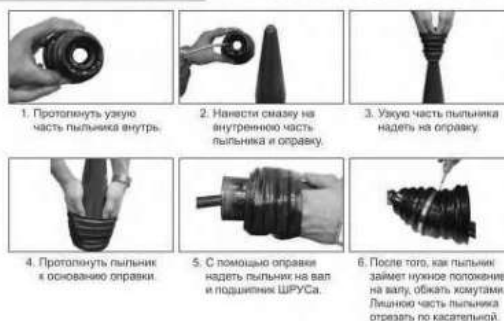 1. Протолкнуть узкую
часть пыльника внутрь.
2. Нанести смазку на
внутреннюю часть
пыльника и оправку.
3. Узкую часть пыльника
надеть на оправку.
4. Протолкнуть пыльник
к основанию оправки.
5. С помощью оправки
надеть пыльник на вал
и подшипник ШРУСа.
6. После того, как пыльник
займет нужное положение
на валу, обжать хомутами.
Лишнюю часть пыльника
отрезать по касательной.